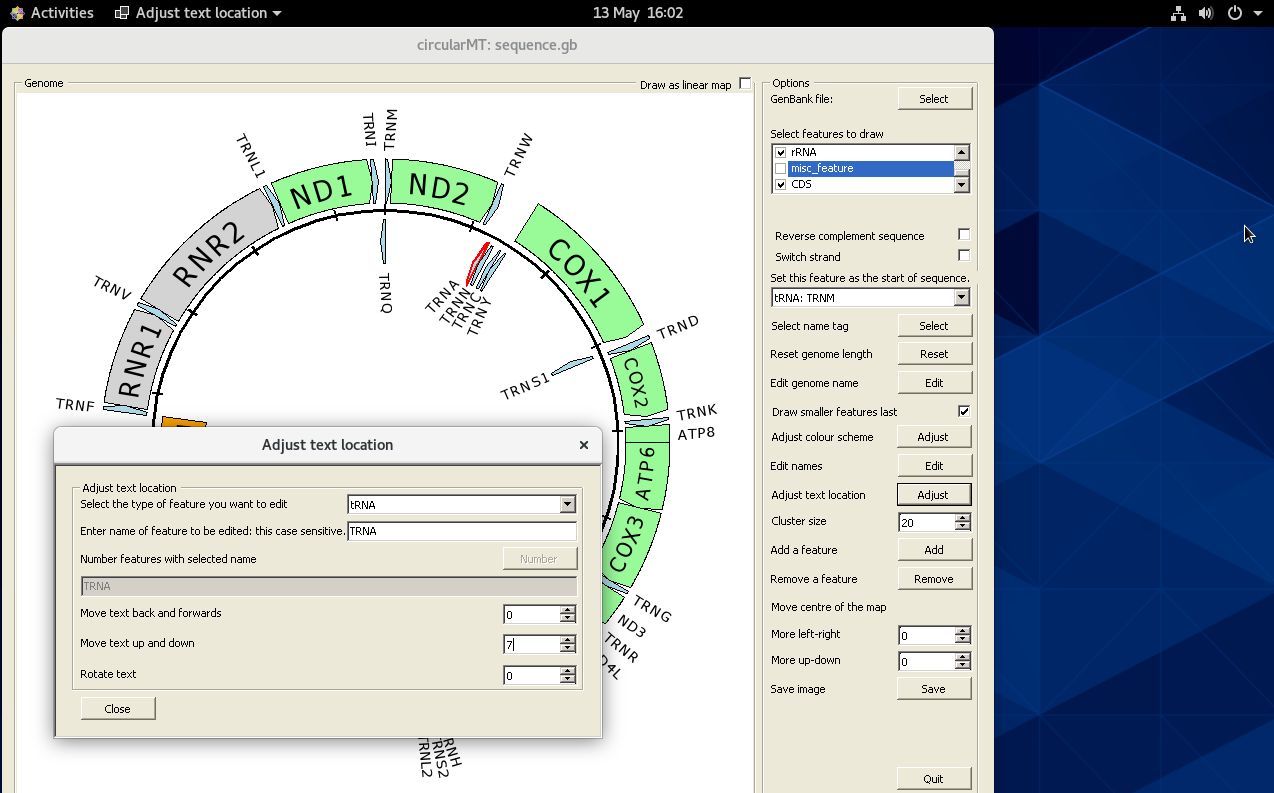 Activities
Adjust text location
13 May 16:02
circularMT: sequence.gb
Genome
Draw as linear map
TRNI
TRNM
TRNW
TRNL1
ND1
ND2
RNR2
COX1
TRNV
TRNQ
TRNA
TRNN
TRNC
TRNY
RNR1
TRND
TRNS1
COX2
TRNF
TRNK
ATP8
ATP6
COX3
TRNG
ND3
TRNR
D4L
RNH
TRNS2
TRNL2
Adjust text location
Adjust text location
Select the type of feature you want to edit
tRNA
Enter name of feature to be edited: this case sensitive.
TRNA
Number features with selected name
Number
TRNA
Move text back and forwards
0
Move text up and down
7
Rotate text
0
Close
Options
GenBank file:
Select
Select features to draw
rRNA
misc_feature
CDS
Reverse complement sequence
Switch strand
Set this feature as the start of sequence.
tRNA: TRNM
Select name tag
Select
Reset genome length
Reset
Edit genome name
Edit
Draw smaller features last
Adjust colour scheme
Adjust
Edit names
Edit
Adjust text location
Adjust
Cluster size
20
Add a feature
Add
Remove a feature
Remove
Move centre of the map
More left-right
0
More up-down
0
Save image
Save
Quit